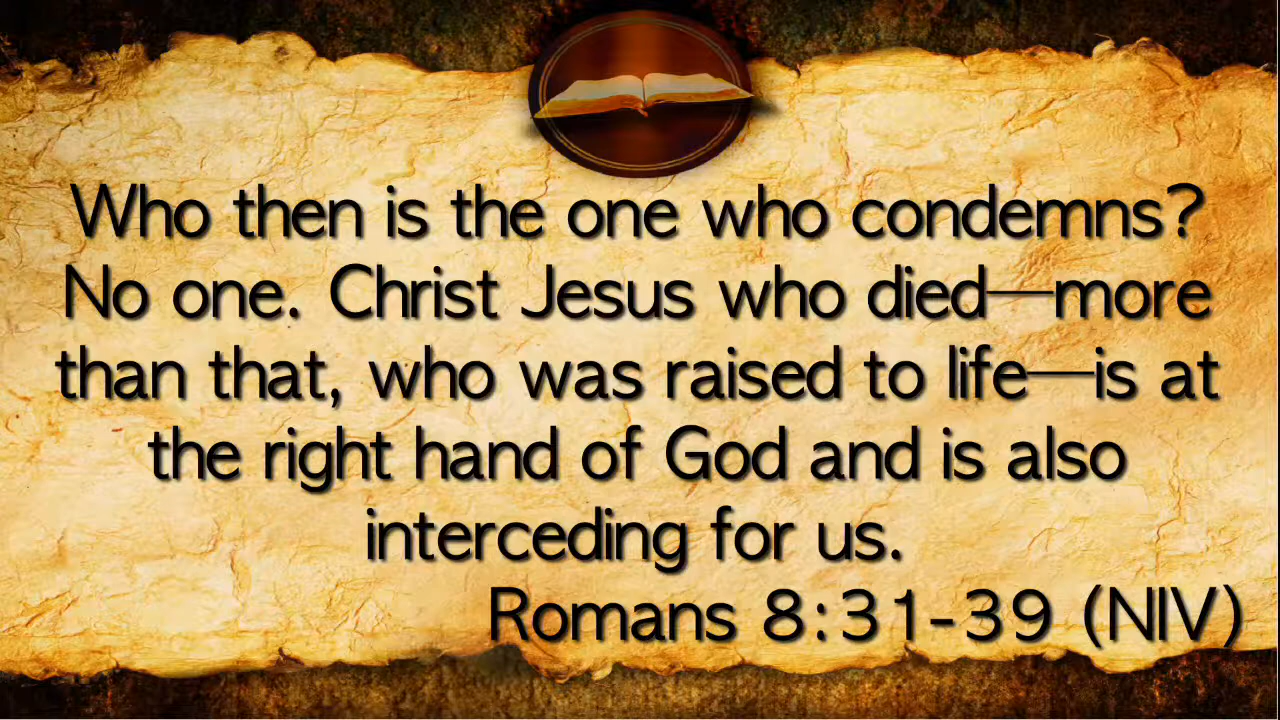 Who then is the one who condemns?
No one. Christ Jesus who died—more
than that, who was raised to life—is at
the right hand of God and is also
interceding for us.
Romans 8:31-39 (NIV)